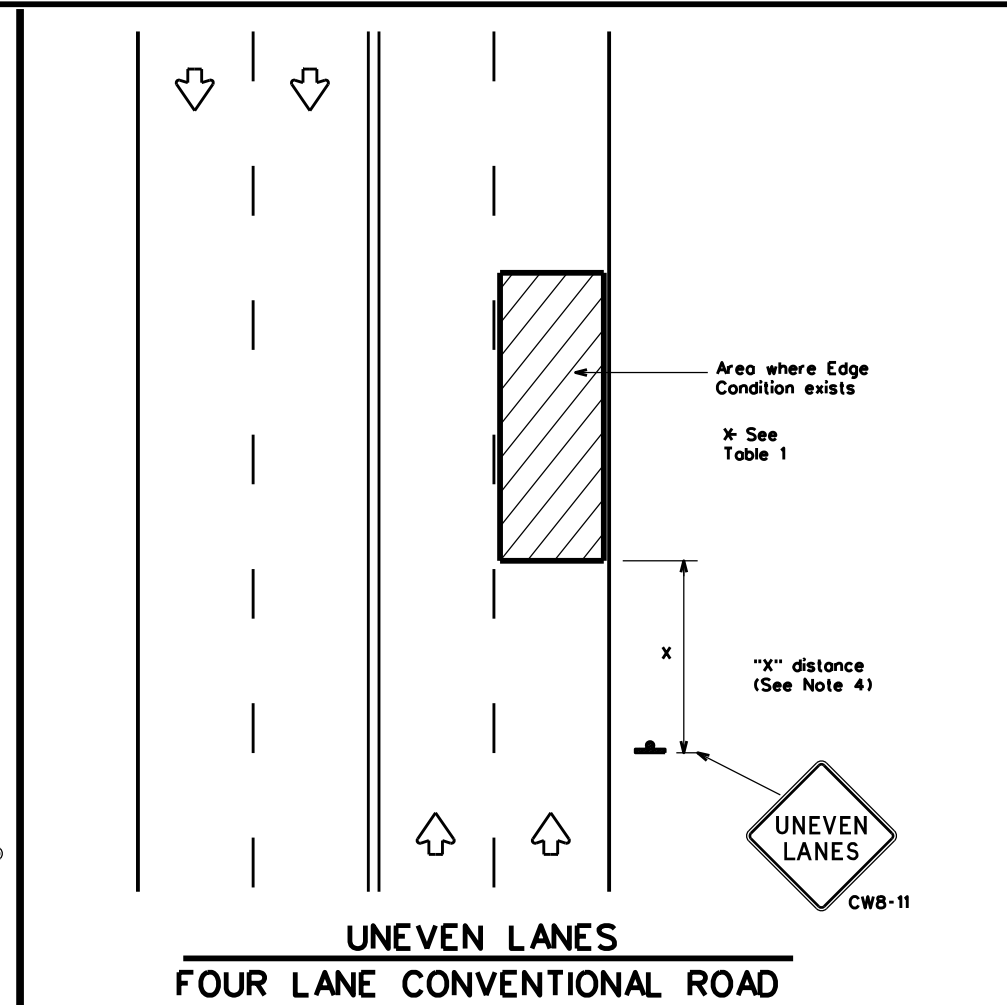 Area where Edge
Condition exists
* See
Table 1
X
"X" distance
(See Note 4)
UNEVEN
LANES
CW8-11
UNEVEN LANES
FOUR LANE CONVENTIONAL ROAD